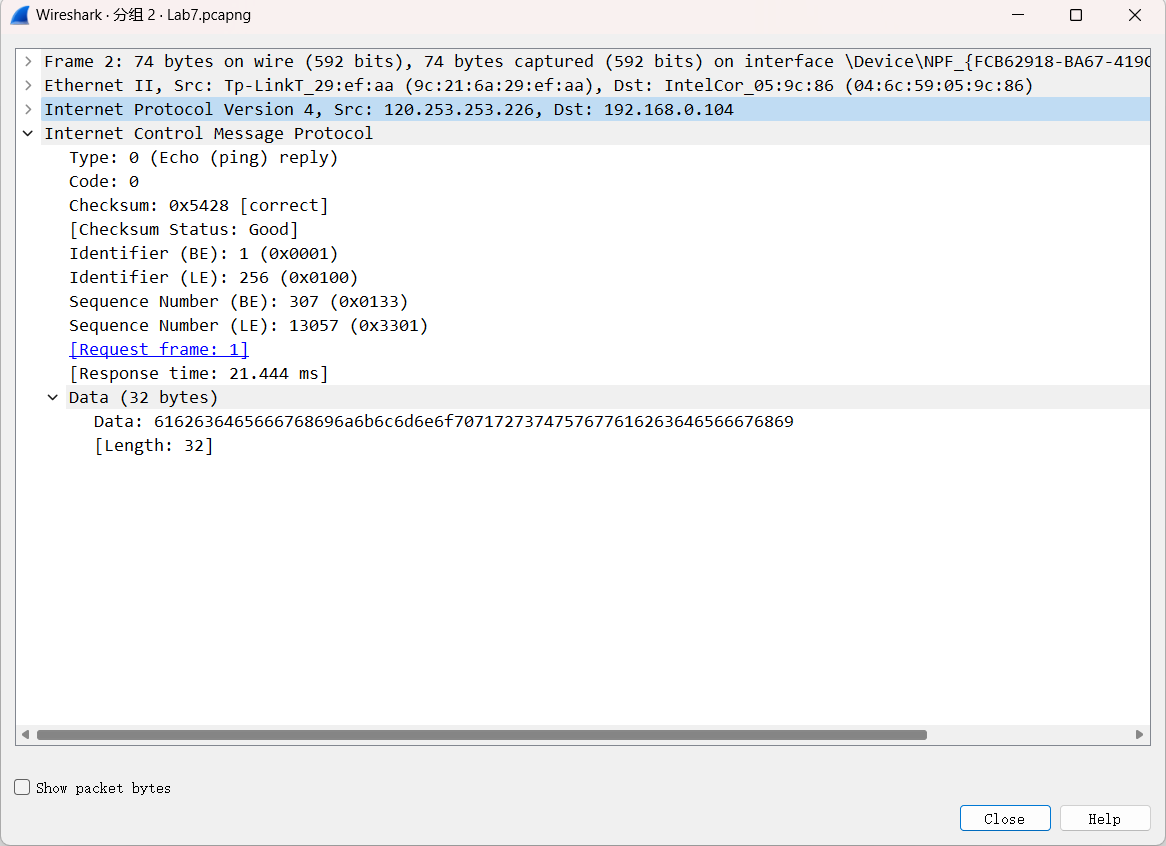 Wireshark · 分组 2 · Lab7.pcapng
Frame 2: 74 bytes on wire (592 bits), 74 bytes captured (592 bits) on interface \Device\NPF_{FCB62918-BA67-419C
Ethernet II, Src: Tp-LinkT_29:ef:aa (9c:21:6a:29:ef:aa), Dst: IntelCor_05:9c:86 (04:6c:59:05:9c:86)
Internet Protocol Version 4, Src: 120.253.253.226, Dst: 192.168.0.104
Internet Control Message Protocol
Type: 0 (Echo (ping) reply)
Code: 0
Checksum: 0x5428 [correct]
[Checksum Status: Good]
Identifier (BE): 1 (0x0001)
Identifier (LE): 256 (0x0100)
Sequence Number (BE): 307 (0x0133)
Sequence Number (LE): 13057 (0x3301)
[Request frame: 1]
[Response time: 21.444 ms]
Data (32 bytes)
Data: 6162636465666768696a6b6c6d6e6f7071727374757677616263646566676869
[Length: 32]
Show packet bytes
Close
Help